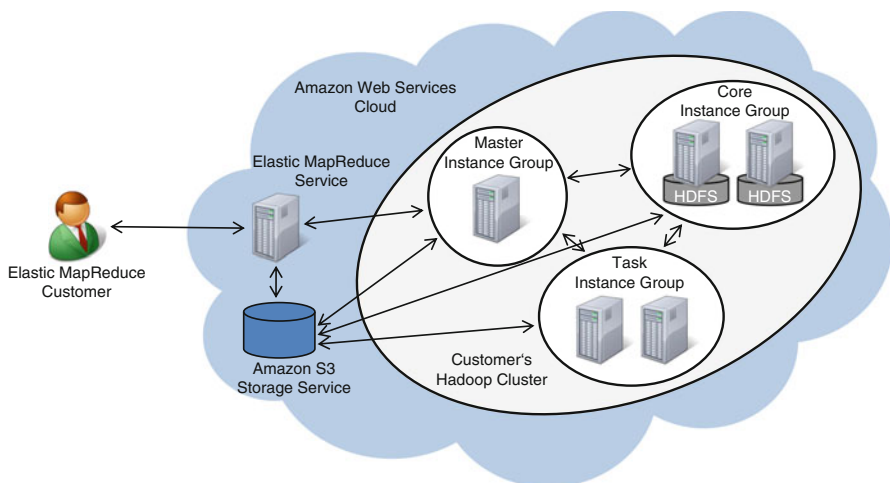 Amazon Web Services
Cloud
Core
Instance Group
HDFS
HDFS
Master
Instance Group
Elastic MapReduce
Service
Elastic MapReduce
Customer
Task
Instance Group
Amazon S3
Storage Service
Customer‘s
Hadoop Cluster